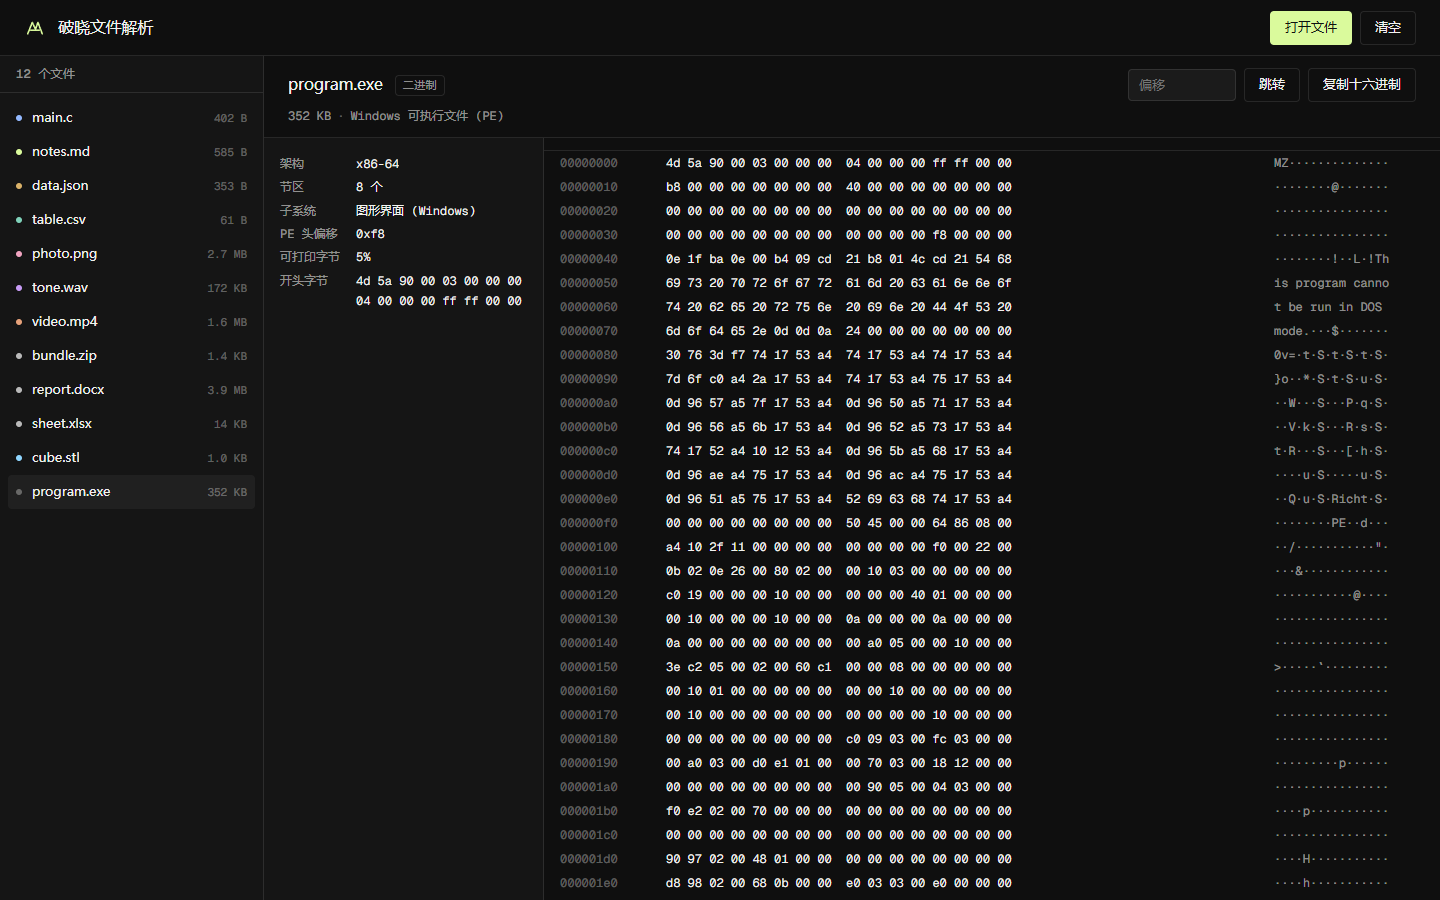 破晓文件解析
打开文件 清空
12 个文件
main.c 402 B
notes.md 585 B
data.json 353 B
table.csv 61 B
photo.png 2.7 MB
tone.wav 172 KB
video.mp4 1.6 MB
bundle.zip 1.4 KB
report.docx 3.9 MB
sheet.xlsx 14 KB
cube.stl 1.0 KB
program.exe 352 KB
program.exe 二进制
352 KB · Windows 可执行文件 (PE)
偏移 跳转 复制十六进制
架构 x86-64
节区 8 个
子系统 图形界面 (Windows)
PE 头偏移 0xf8
可打印字节 5%
开头字节 4d 5a 90 00 03 00 00 00
04 00 00 00 ff ff 00 00
00000000 4d 5a 90 00 03 00 00 00 04 00 00 00 ff ff 00 00 MZ··············
00000010 b8 00 00 00 00 00 00 00 40 00 00 00 00 00 00 00 ········@·······
00000020 00 00 00 00 00 00 00 00 00 00 00 00 00 00 00 00 ················
00000030 00 00 00 00 00 00 00 00 00 00 00 00 f8 00 00 00 ················
00000040 0e 1f ba 0e 00 b4 09 cd 21 b8 01 4c cd 21 54 68 ········!··L·!Th
00000050 69 73 20 70 72 6f 67 72 61 6d 20 63 61 6e 6e 6f is program canno
00000060 74 20 62 65 20 72 75 6e 20 69 6e 20 44 4f 53 20 t be run in DOS
00000070 6d 6f 64 65 2e 0d 0d 0a 24 00 00 00 00 00 00 00 mode.···$·······
00000080 30 76 3d f7 74 17 53 a4 74 17 53 a4 74 17 53 a4 0v=·t·S·t·S·t·S·
00000090 7d 6f c0 a4 2a 17 53 a4 74 17 53 a4 75 17 53 a4 }o··*·S·t·S·u·S·
000000a0 0d 96 57 a5 7f 17 53 a4 0d 96 50 a5 71 17 53 a4 ··W···S···P·q·S·
000000b0 0d 96 56 a5 6b 17 53 a4 0d 96 52 a5 73 17 53 a4 ··V·k·S···R·s·S·
000000c0 74 17 52 a4 10 12 53 a4 0d 96 5b a5 68 17 53 a4 t·R···S···[·h·S·
000000d0 0d 96 ae a4 75 17 53 a4 0d 96 ac a4 75 17 53 a4 ····u·S·····u·S·
000000e0 0d 96 51 a5 75 17 53 a4 52 69 63 68 74 17 53 a4 ··Q·u·S·Richt·S·
000000f0 00 00 00 00 00 00 00 00 50 45 00 00 64 86 08 00 ········PE··d···
00000100 a4 10 2f 11 00 00 00 00 00 00 00 00 f0 00 22 00 ··/···········"·
00000110 0b 02 0e 26 00 80 02 00 00 10 03 00 00 00 00 00 ···&············
00000120 c0 19 00 00 00 10 00 00 00 00 00 40 01 00 00 00 ···········@····
00000130 00 10 00 00 00 10 00 00 0a 00 00 00 0a 00 00 00 ················
00000140 0a 00 00 00 00 00 00 00 00 a0 05 00 00 10 00 00 ················
00000150 3e c2 05 00 02 00 60 c1 00 00 08 00 00 00 00 00 >·····`·········
00000160 00 10 01 00 00 00 00 00 00 00 10 00 00 00 00 00 ················
00000170 00 10 00 00 00 00 00 00 00 00 00 00 10 00 00 00 ················
00000180 00 00 00 00 00 00 00 00 c0 09 03 00 fc 03 00 00 ················
00000190 00 a0 03 00 d0 e1 01 00 00 70 03 00 18 12 00 00 ·········p······
000001a0 00 00 00 00 00 00 00 00 00 90 05 00 04 03 00 00 ················
000001b0 f0 e2 02 00 70 00 00 00 00 00 00 00 00 00 00 00 ····p···········
000001c0 00 00 00 00 00 00 00 00 00 00 00 00 00 00 00 00 ················
000001d0 90 97 02 00 48 01 00 00 00 00 00 00 00 00 00 00 ····H···········
000001e0 d8 98 02 00 68 0b 00 00 e0 03 03 00 e0 00 00 00 ····h···········